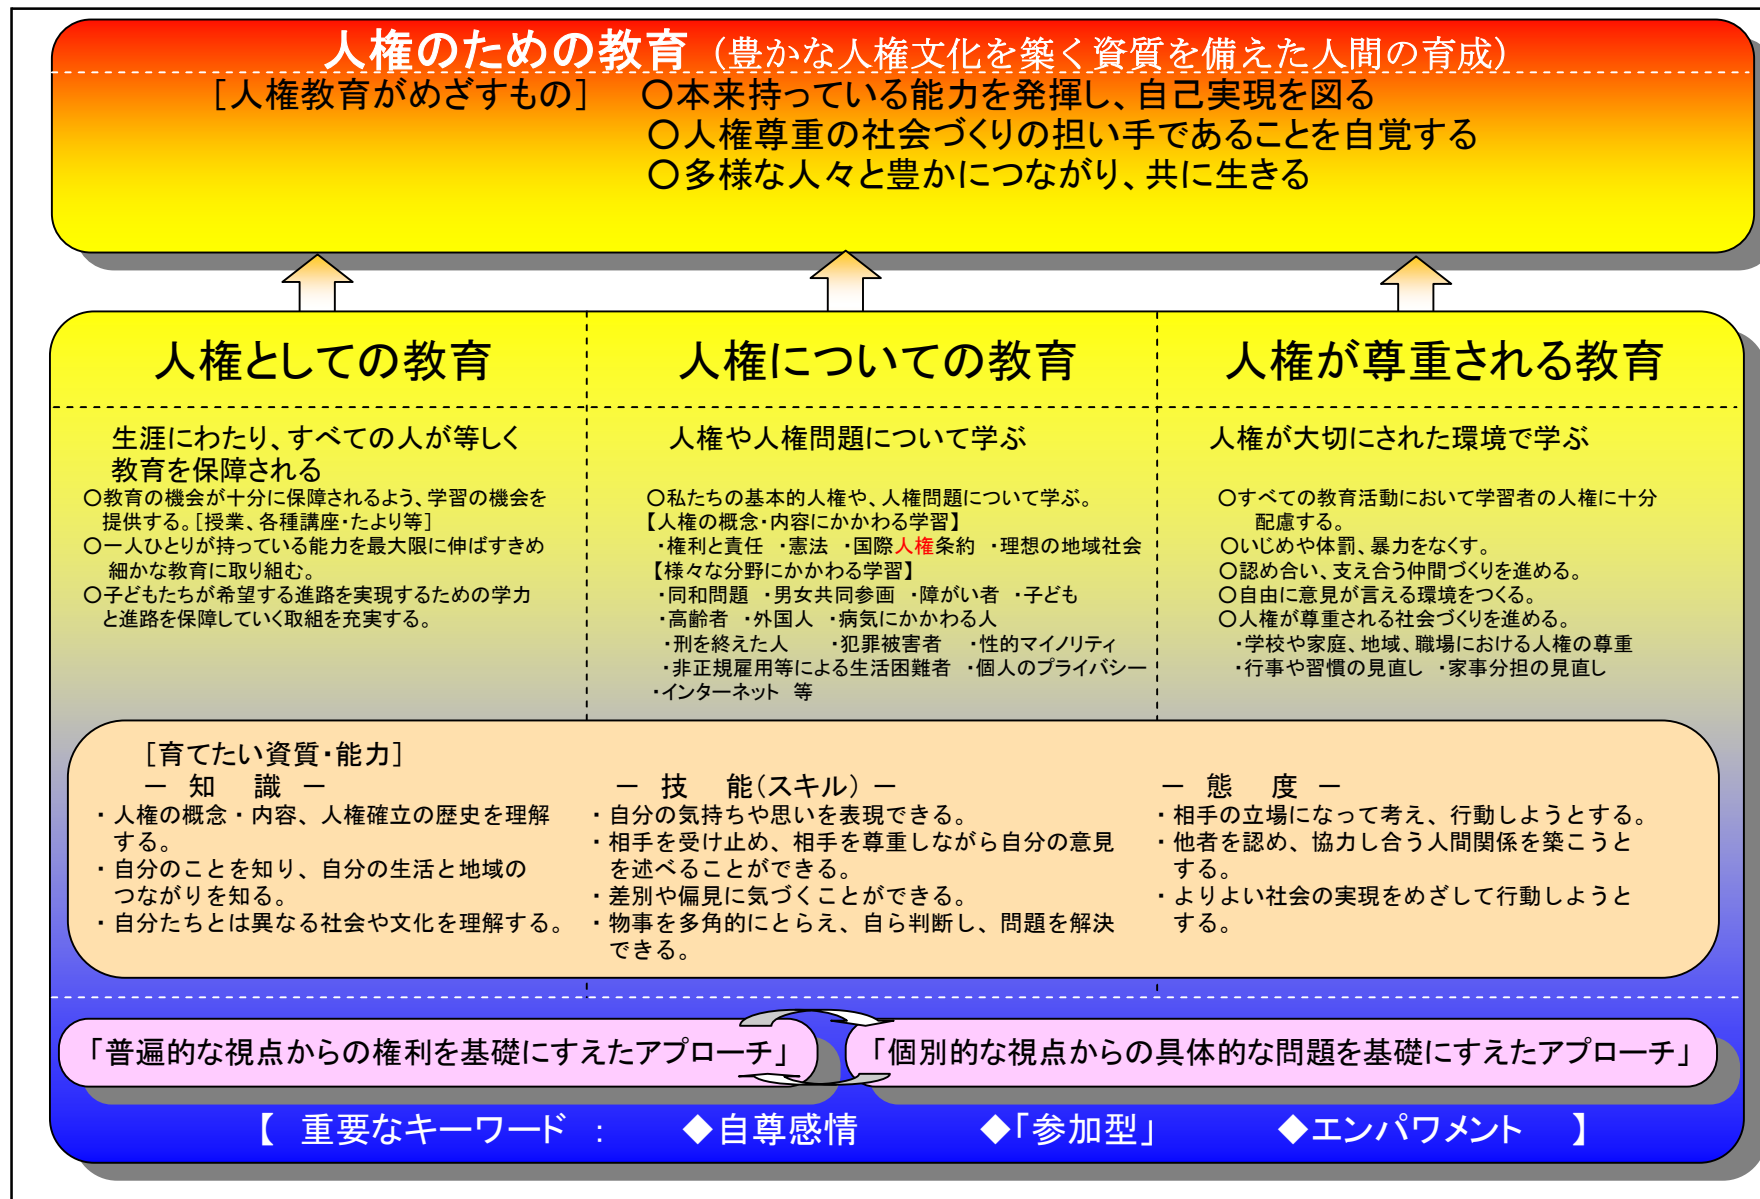 人権のための教育（豊かな人権文化を築く資質を備えた人間の育成）
［人権教育がめざすもの］　○本来持っている能力を発揮し、自己実現を図る
○人権尊重の社会づくりの担い手であることを自覚する
○多様な人々と豊かにつながり、共に生きる
人権としての教育
生涯にわたり、すべての人が等しく
教育を保障される
○教育の機会が十分に保障されるよう、学習の機会を
提供する。［授業、各種講座・たより等］
○一人ひとりが持っている能力を最大限に伸ばすきめ
細かな教育に取り組む。
○子どもたちが希望する進路を実現するための学力
と進路を保障していく取組を充実する。
人権についての教育
人権や人権問題について学ぶ
○私たちの基本的人権や、人権問題について学ぶ。
【人権の概念・内容にかかわる学習】
・権利と責任　・憲法　・国際人権条約　・理想の地域社会
【様々な分野にかかわる学習】
・同和問題　・男女共同参画　・障がい者　・子ども
・高齢者　・外国人　・病気にかかわる人
・刑を終えた人　　・犯罪被害者　・性的マイノリティ
・非正規雇用等による生活困難者　・個人のプライバシー
・インターネット　等
人権が尊重される教育
人権が大切にされた環境で学ぶ
○すべての教育活動において学習者の人権に十分
配慮する。
○いじめや体罰、暴力をなくす。
○認め合い、支え合う仲間づくりを進める。
○自由に意見が言える環境をつくる。
○人権が尊重される社会づくりを進める。
・学校や家庭、地域、職場における人権の尊重
・行事や習慣の見直し　・家事分担の見直し
［育てたい資質・能力］
－　知　識　－
・人権の概念・内容、人権確立の歴史を理解
する。
・自分のことを知り、自分の生活と地域の
つながりを知る。
・自分たちとは異なる社会や文化を理解する。
－　技　能（スキル）－
・自分の気持ちや思いを表現できる。
・相手を受け止め、相手を尊重しながら自分の意見
を述べることができる。
・差別や偏見に気づくことができる。
・物事を多角的にとらえ、自ら判断し、問題を解決
できる。
－　態　度　－
・相手の立場になって考え、行動しようとする。
・他者を認め、協力し合う人間関係を築こうと
する。
・よりよい社会の実現をめざして行動しようと
する。
「普遍的な視点からの権利を基礎にすえたアプローチ」
「個別的な視点からの具体的な問題を基礎にすえたアプローチ」
【　重要なキーワード　：　◆自尊感情　◆「参加型」　◆エンパワメント　】